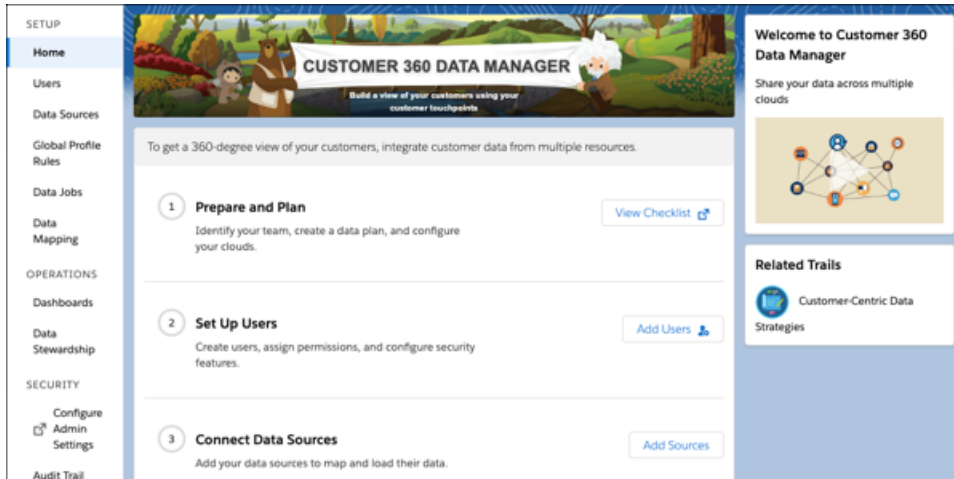 SETUP
Home
Users
Data Sources
Global Profile
Rules
Data Jobs
Data
Mapping
OPERATIONS
Dashboards
Data
Stewardship
SECURITY
Configure
Admin
Settings
Audit Trail
CUSTOMER 360 DATA MANAGER
Build a view of your customers using your
customer touchpoints
To get a 360-degree view of your customers, integrate customer data from multiple resources.
1
Prepare and Plan
Identify your team, create a data plan, and configure
your clouds.
View Checklist
2
Set Up Users
Create users, assign permissions, and configure security
features.
Add Users
3
Connect Data Sources
Add your data sources to map and load their data.
Add Sources
Welcome to Customer 360
Data Manager
Share your data across multiple
clouds
Related Trails
Customer-Centric Data
Strategies